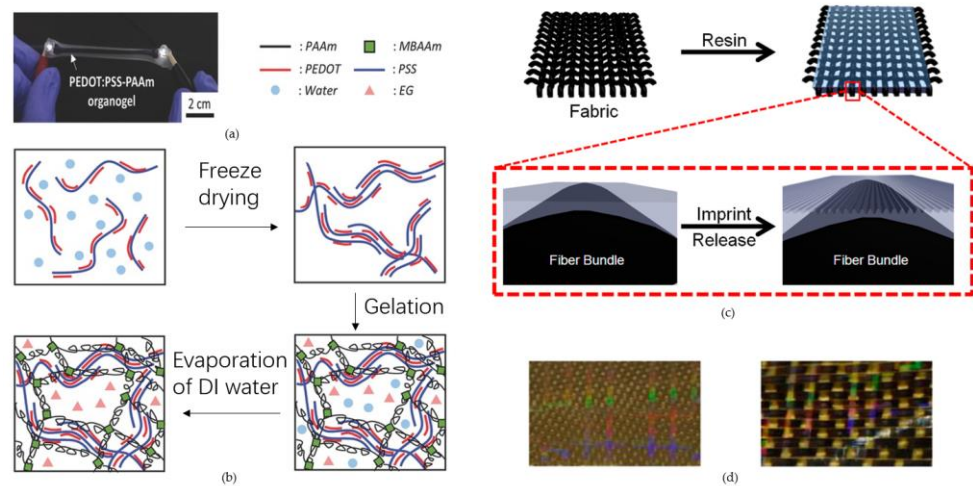 PEDOT:PSS-PAAm
organogel
2 cm
(a)
: PAAm
: MBAAm
: PEDOT
: PSS
: Water
: EG
Freeze
drying
Gelation
Evaporation
of DI water
(b)
Resin
Fabric
Imprint
Release
Fiber Bundle
Fiber Bundle
(c)
(d)